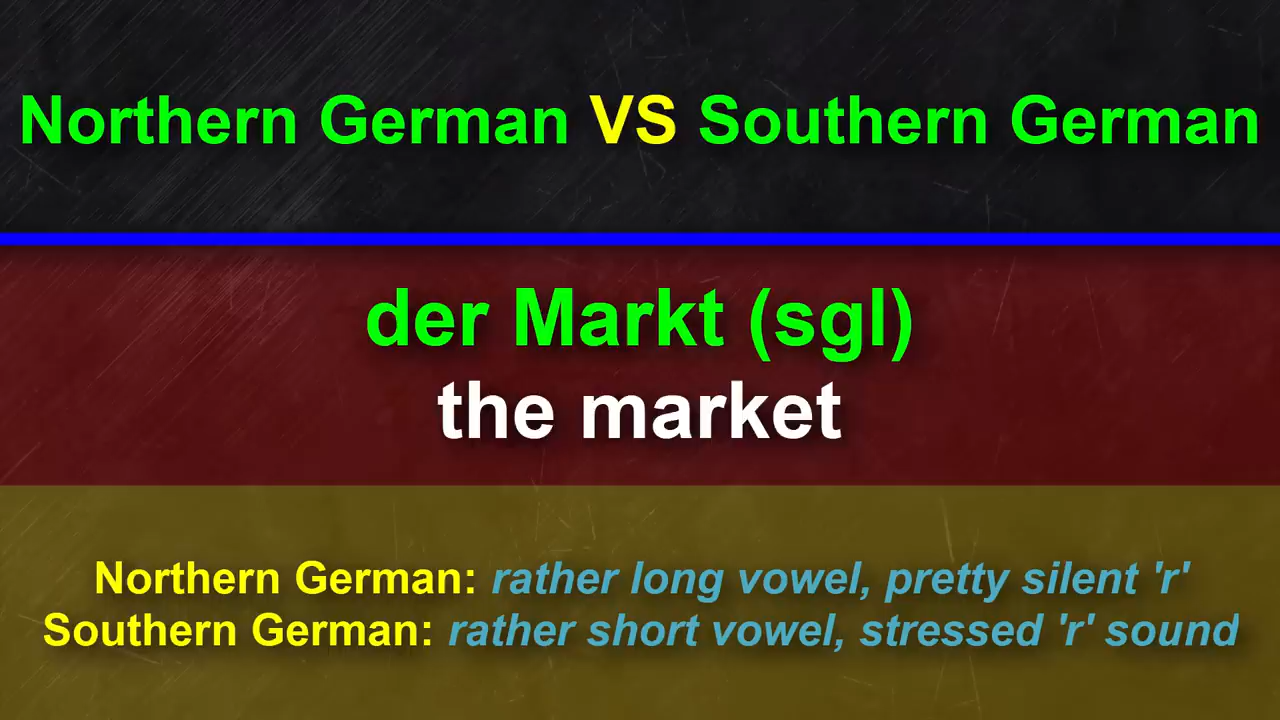 Northern German VS Southern German
der Markt (sgl)
the market
Northern German: rather long vowel, pretty silent 'r'
Southern German: rather short vowel, stressed 'r' sound